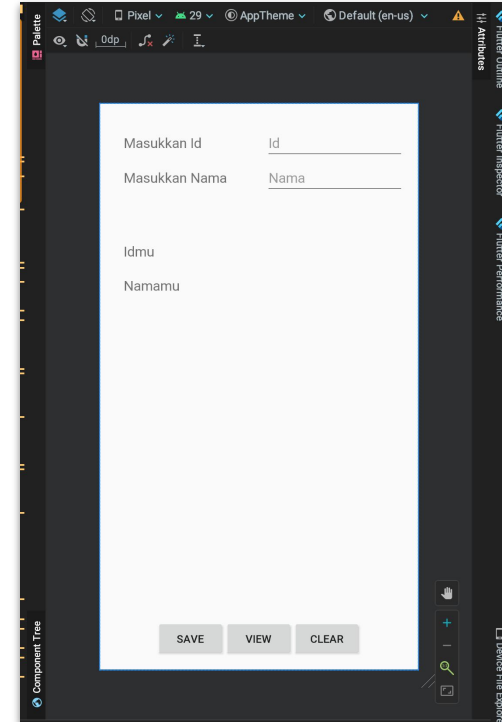 Palette
Pixel 29 AppTheme Default (en-us)
0dp
Attributes
Flutter Outline
Flutter Inspector
Flutter Performance
Masukkan Id Id
Masukkan Nama Nama
Idmu
Namamu
SAVE VIEW CLEAR
Component Tree
Device File Explor